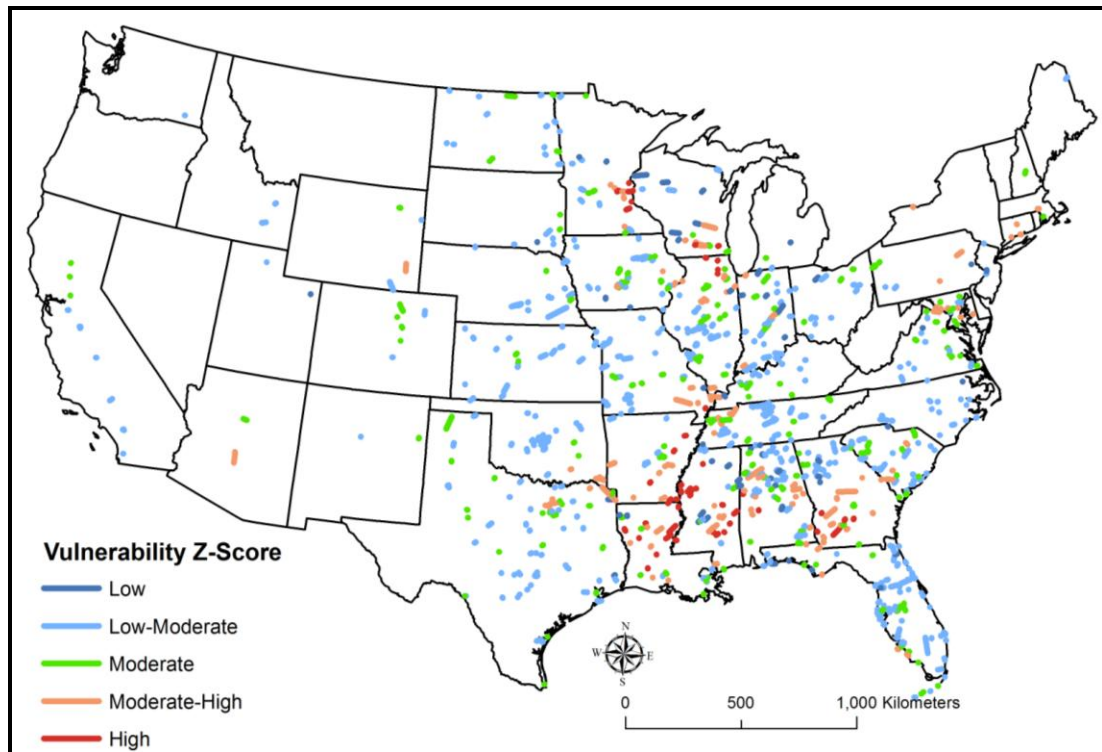 Vulnerability Z-Score
Low
Low-Moderate
Moderate
Moderate-High
High
N
W
E
S
0
500
1,000 Kilometers